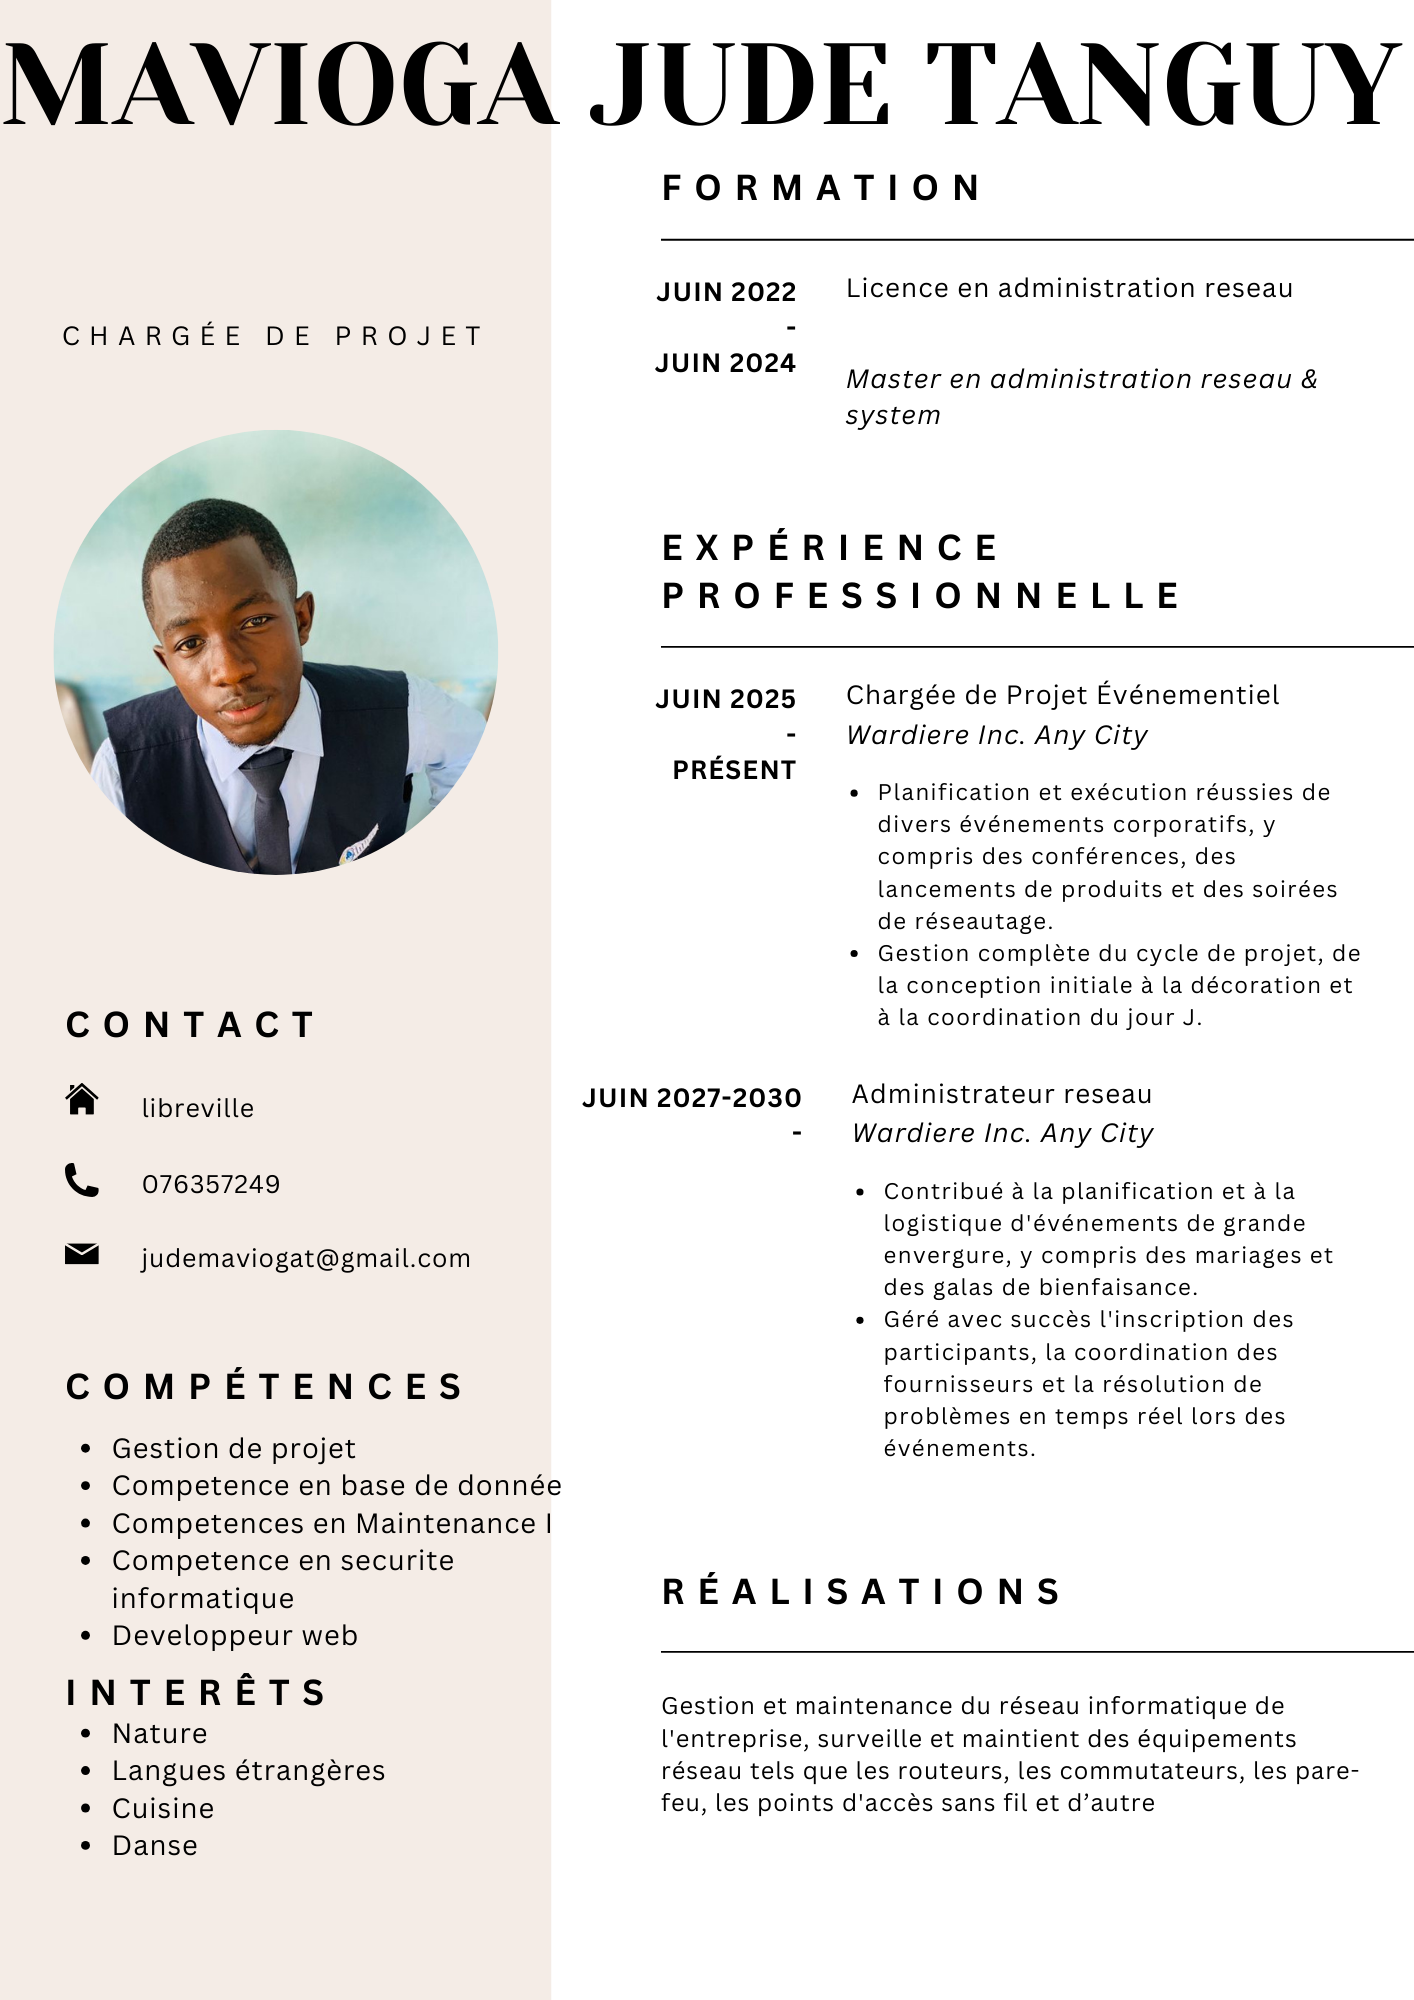 MAVIOGA JUDE TANGUY
CHARGÉE DE PROJET
CONTACT
libreville
076357249
judemaviogat@gmail.com
COMPÉTENCES
• Gestion de projet
• Competence en base de donnée
• Competences en Maintenance I
• Competence en securite
informatique
• Developpeur web
INTERÊTS
• Nature
• Langues étrangères
• Cuisine
• Danse
FORMATION
JUIN 2022
-
JUIN 2024
Licence en administration reseau
Master en administration reseau &
system
EXPÉRIENCE
PROFESSIONNELLE
JUIN 2025
-
PRÉSENT
Chargée de Projet Événementiel
Wardiere Inc. Any City
• Planification et exécution réussies de
divers événements corporatifs, y
compris des conférences, des
lancements de produits et des soirées
de réseautage.
• Gestion complète du cycle de projet, de
la conception initiale à la décoration et
à la coordination du jour J.
JUIN 2027-2030
-
Administrateur reseau
Wardiere Inc. Any City
• Contribué à la planification et à la
logistique d'événements de grande
envergure, y compris des mariages et
des galas de bienfaisance.
• Géré avec succès l'inscription des
participants, la coordination des
fournisseurs et la résolution de
problèmes en temps réel lors des
événements.
RÉALISATIONS
Gestion et maintenance du réseau informatique de
l'entreprise, surveille et maintient des équipements
réseau tels que les routeurs, les commutateurs, les pare-
feu, les points d'accès sans fil et d’autre